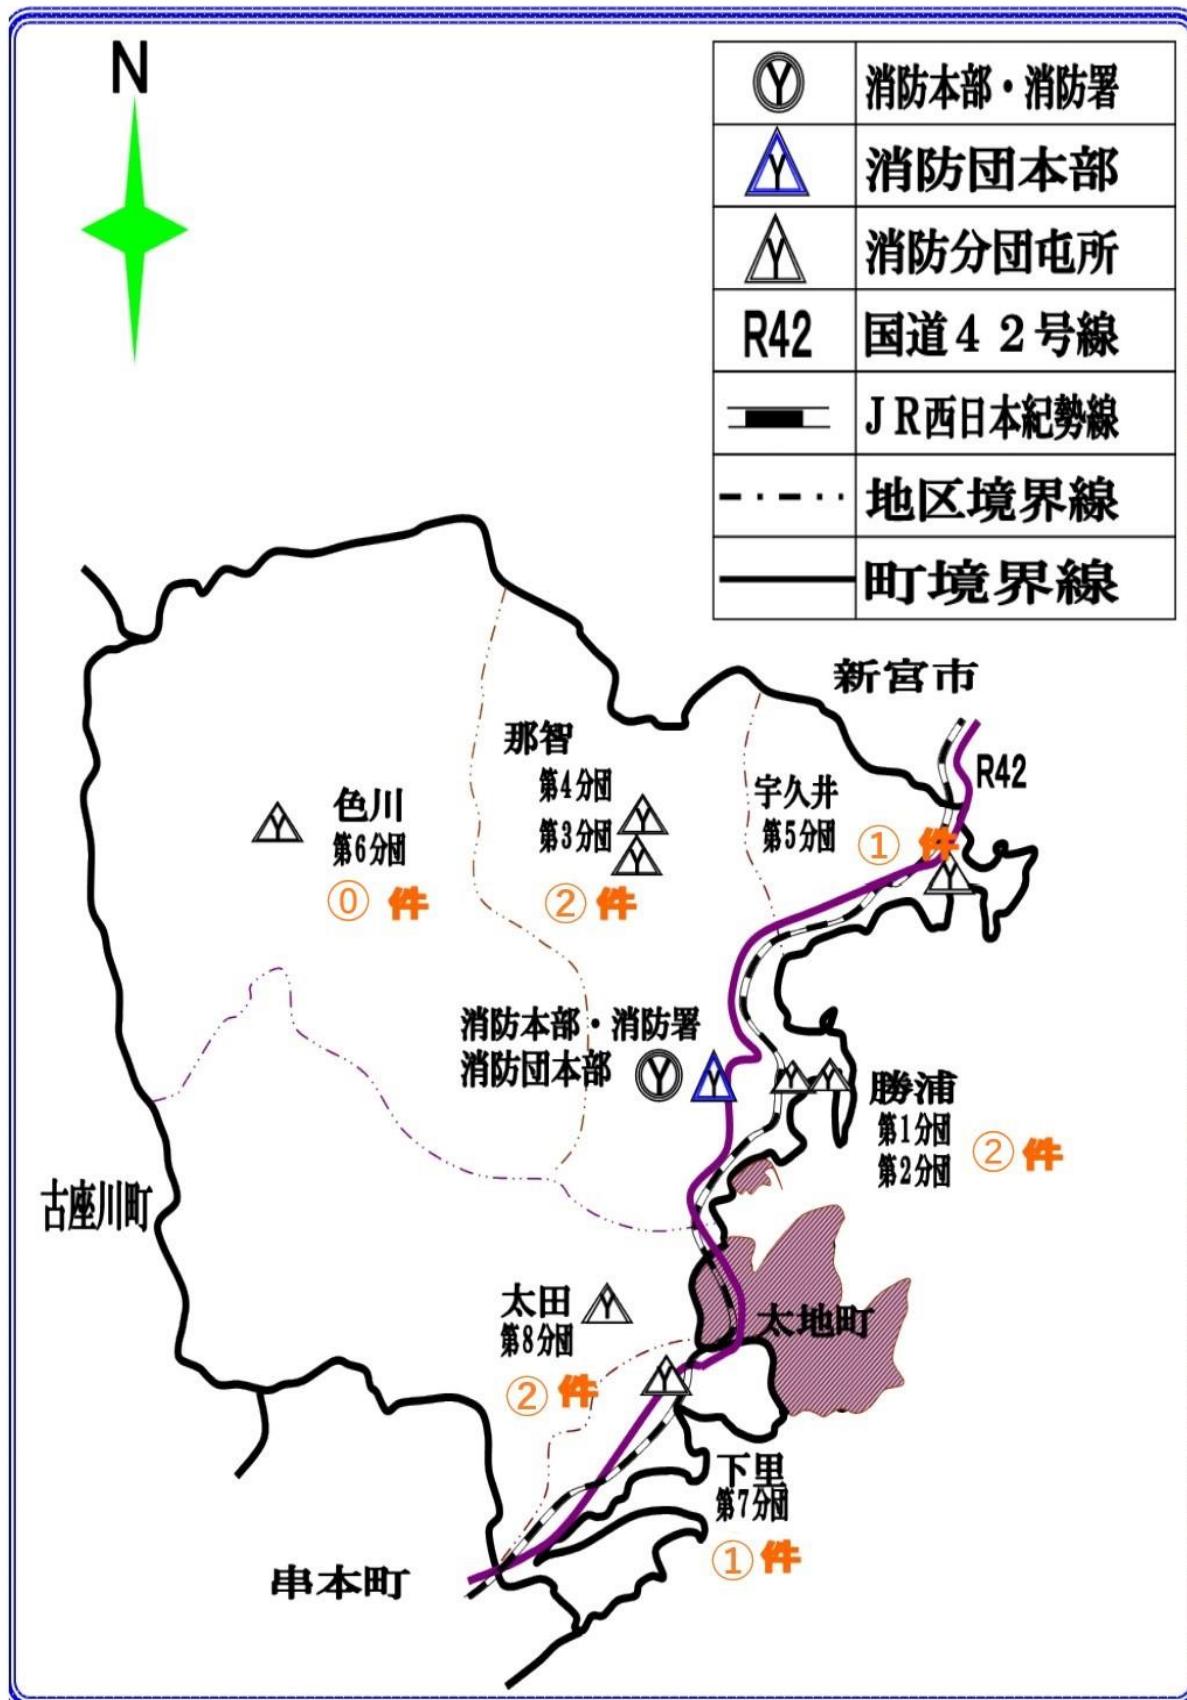 N
消防本部・消防署
消防団本部
消防分団屯所
R42 国道４２号線
ＪＲ西日本紀勢線
地区境界線
町境界線
新宮市
R42
那智
第4分団
第3分団
② 件
宇久井
第5分団
① 件
色川
第6分団
⓪ 件
消防本部・消防署
消防団本部
勝浦
第1分団
第2分団
② 件
古座川町
太田
第8分団
② 件
太地町
下里
第7分団
① 件
串本町